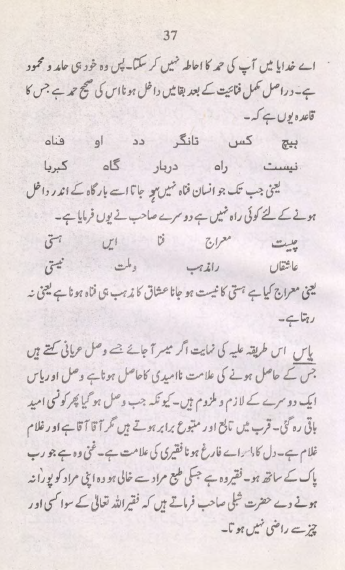 37
اے خدایا میں آپ کی حمد کا احاطہ نہیں کر سکتا۔ پس وہ خود ہی حامد و محمود
ہے۔ دراصل مکمل فنائیت کے بعد بقا میں داخل ہونا اس کی صحیح حمد ہے جس کا
قاعدہ یوں ہے کہ۔
ہیچ کس تانگر دد او فناہ
نیست راہ دربار گاہ کبریا
یعنی جب تک جو انسان فناہ نہیں ہو جاتا اسے بارگاہ کے اندر داخل
ہونے کے لئے کوئی راہ نہیں ہے دوسرے صاحب نے یوں فرمایا ہے۔
چیست معراج فنا ایں ہستی
عاشقاں رامذہب وملت نیستی
یعنی معراج کیا ہے ہستی کا نیست ہو جانا عشاق کا مذہب ہی فناہ ہونا ہے یعنی نہ
رہتا ہے۔
یاس اس طریقہ علیہ کی نہایت اگر میسر آجائے جسے وصل عریانی کہتے ہیں
جس کے حاصل ہونے کی علامت ناامیدی کا حاصل ہونا ہے وصل اور یاس
ایک دوسرے کے لازم و ملزوم ہیں۔ کیونکہ جب وصل ہو گیا پھر کونسی امید
باقی رہ گئی۔ قرب میں تابع اور متبوع برابر ہوتے ہیں مگر آقا آقا ہے اور غلام
غلام ہے۔ دل کا ماسراے فارغ ہونا فقیری کی علامت ہے۔ غنی وہ ہے جو رب
پاک کے ساتھ ہو۔ فقیر وہ ہے جسکی طبع مراد سے خالی ہو وہ اپنی مراد کو پورا نہ
ہونے دے حضرت شبلی صاحب فرماتے ہیں کہ فقیر اللہ تعالیٰ کے سوا کسی اور
چیز سے راضی نہیں ہوتا۔